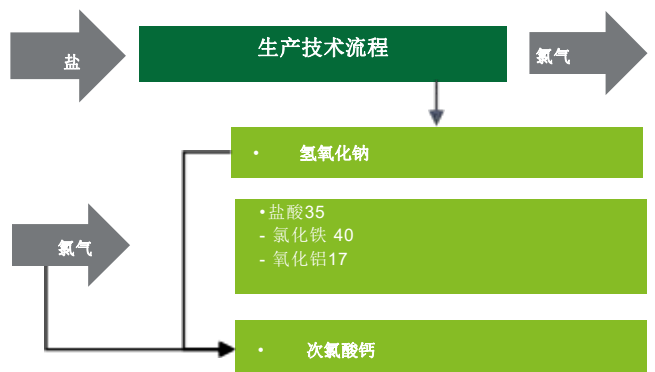 生产技术流程
盐
氯气
• 氢氧化钠
•盐酸35
- 氯化铁 40
- 氧化铝17
氯气
• 次氯酸钙